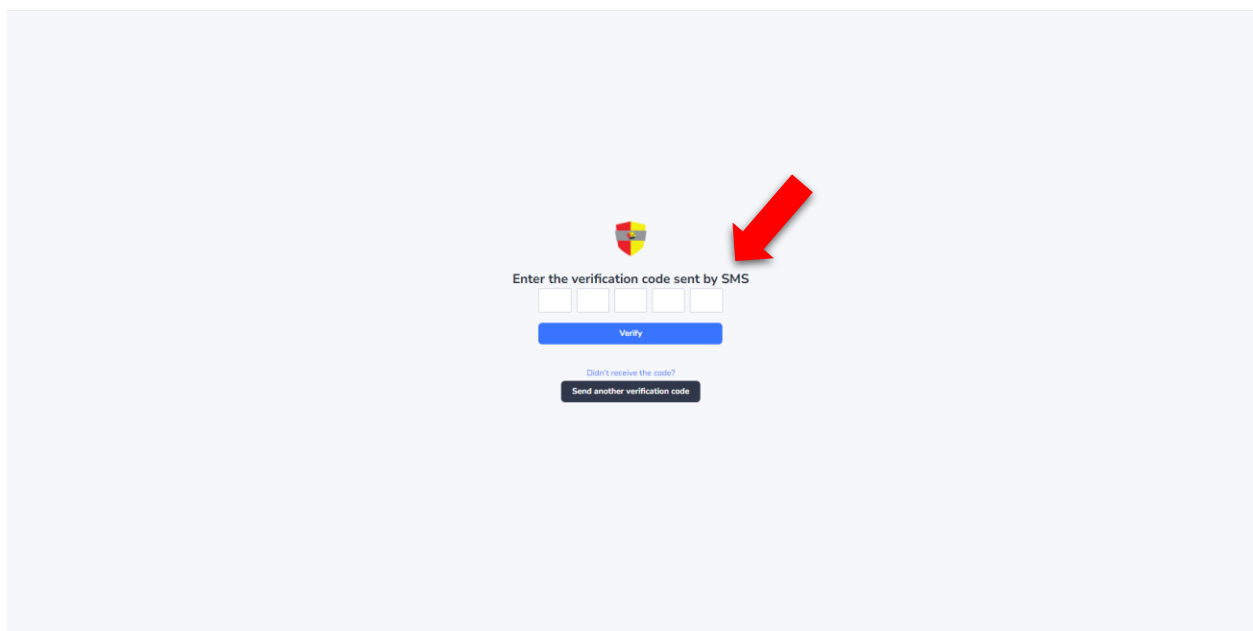 Enter the verification code sent by SMS
Verify
Didn't receive the code?
Send another verification code